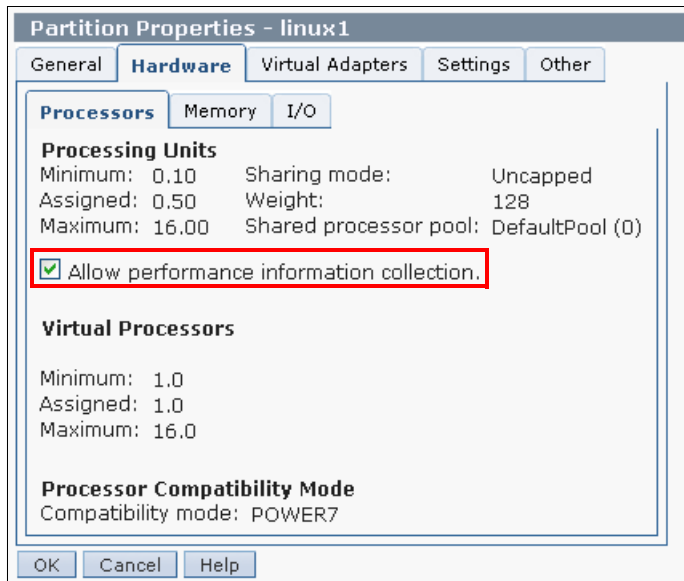 Partition Properties - linux1
General Hardware Virtual Adapters Settings Other
Processors Memory I/O
Processing Units
Minimum: 0.10 Sharing mode: Uncapped
Assigned: 0.50 Weight: 128
Maximum: 16.00 Shared processor pool: DefaultPool (0)
Allow performance information collection.
Virtual Processors
Minimum: 1.0
Assigned: 1.0
Maximum: 16.0
Processor Compatibility Mode
Compatibility mode: POWER7
OK Cancel Help